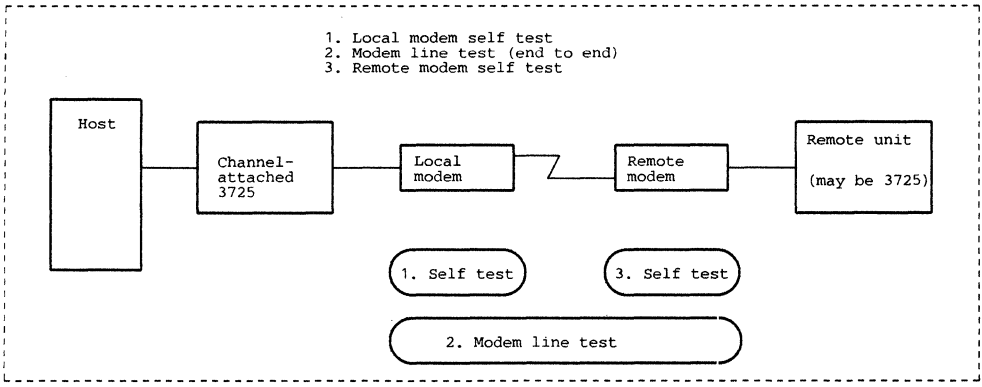 1. Local modem self test
2. Modem line test (end to end)
3. Remote modem self test
Host
Channel-
attached
3725
Local
modem
Remote
modem
Remote unit
(may be 3725)
1. Self test
3. Self test
2. Modem line test